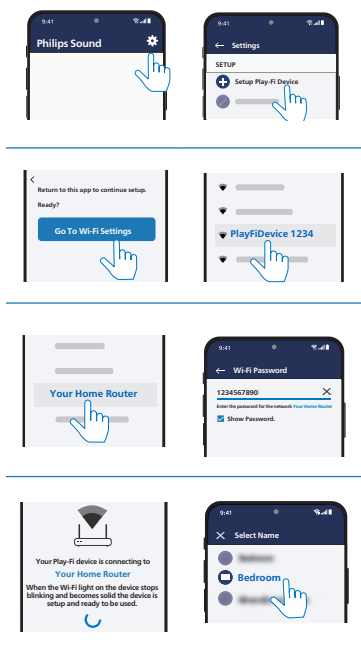 9:41
Philips Sound
9:41
← Settings
SETUP
Setup Play-Fi Device
Return to this app to continue setup.
Ready?
Go To Wi-Fi Settings
PlayFiDevice 1234
Your Home Router
9:41
← Wi-Fi Password
1234567890
Enter the password for the network Your Home Router
Show Password.
Your Play-Fi device is connecting to
Your Home Router
When the Wi-Fi light on the device stops
blinking and becomes solid the device is
setup and ready to be used.
9:41
Select Name
Bedroom